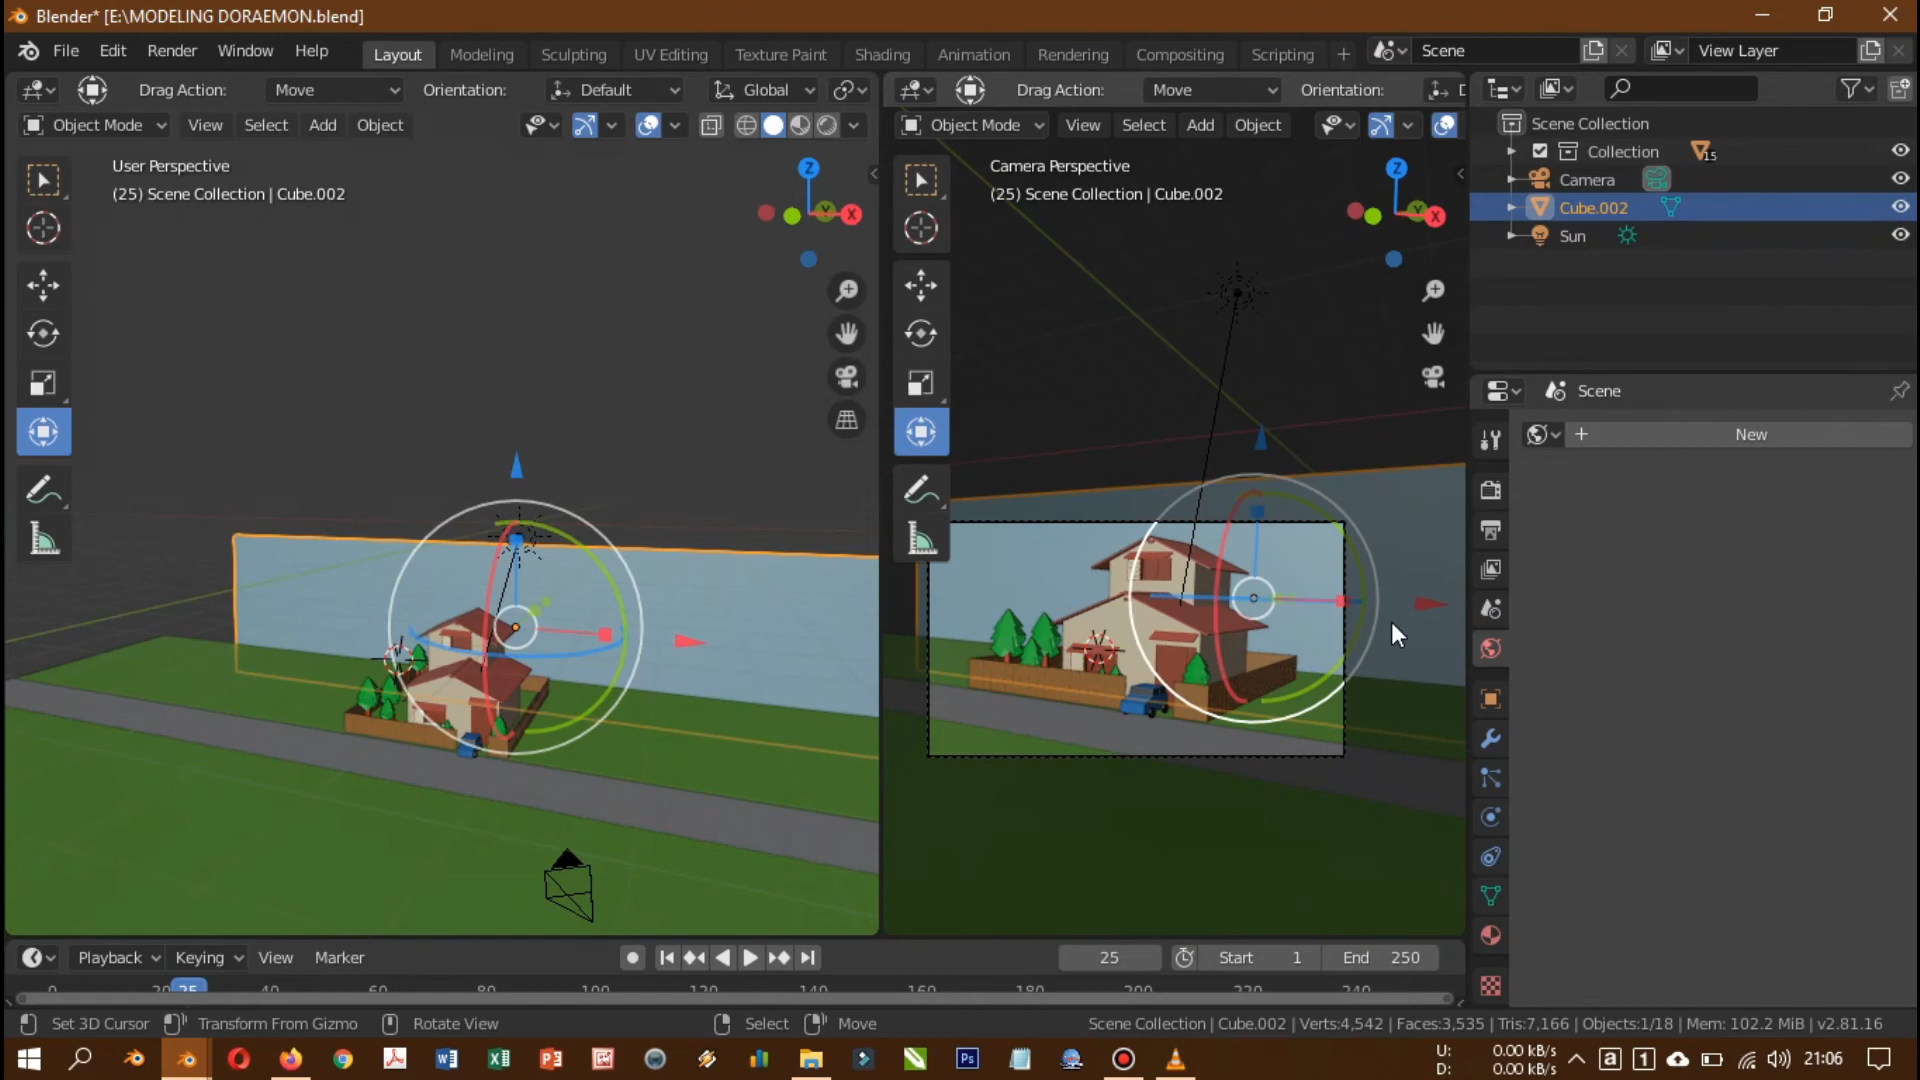 Blender* [E:\MODELING DORAEMON.blend]
File Edit Render Window Help
Layout Modeling Sculpting UV Editing Texture Paint Shading Animation Rendering Compositing Scripting +
Scene
View Layer
Drag Action: Move Orientation: Default Global
Drag Action: Move Orientation: D
Object Mode View Select Add Object
Object Mode View Select Add Object
User Perspective
(25) Scene Collection | Cube.002
Z
Y
X
Camera Perspective
(25) Scene Collection | Cube.002
Z
Y
X
Scene Collection
Collection 15
Camera
Cube.002
Sun
Scene
+ New
Playback Keying View Marker
25 Start 1 End 250
0 20 25 40 60 80 100 120 140 160 180 200 220 240
Set 3D Cursor Transform From Gizmo Rotate View Select Move
Scene Collection | Cube.002 | Verts:4,542 | Faces:3,535 | Tris:7,166 | Objects:1/18 | Mem: 102.2 MiB | v2.81.16
U: 0.00 kB/s
D: 0.00 kB/s
a 1
21:06